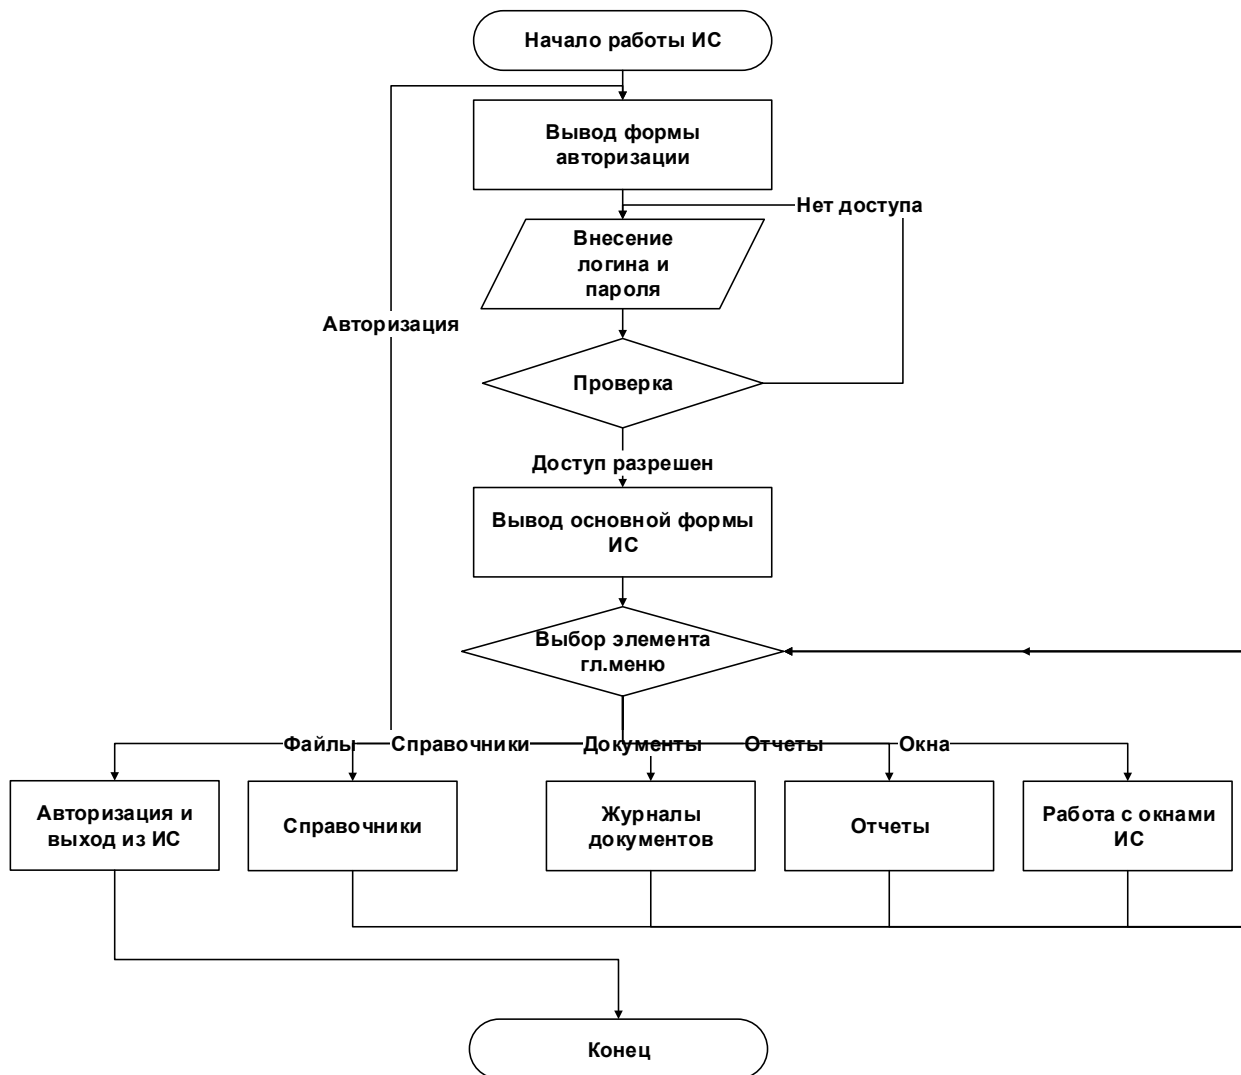 Начало работы ИС
Вывод формы
авторизации
Нет доступа
Внесение
логина и
пароля
Авторизация
Проверка
Доступ разрешен
Вывод основной формы
ИС
Выбор элемента
гл.меню
Файлы
Справочники
Документы
Отчеты
Окна
Авторизация и
выход из ИС
Справочники
Журналы
документов
Отчеты
Работа с окнами
ИС
Конец